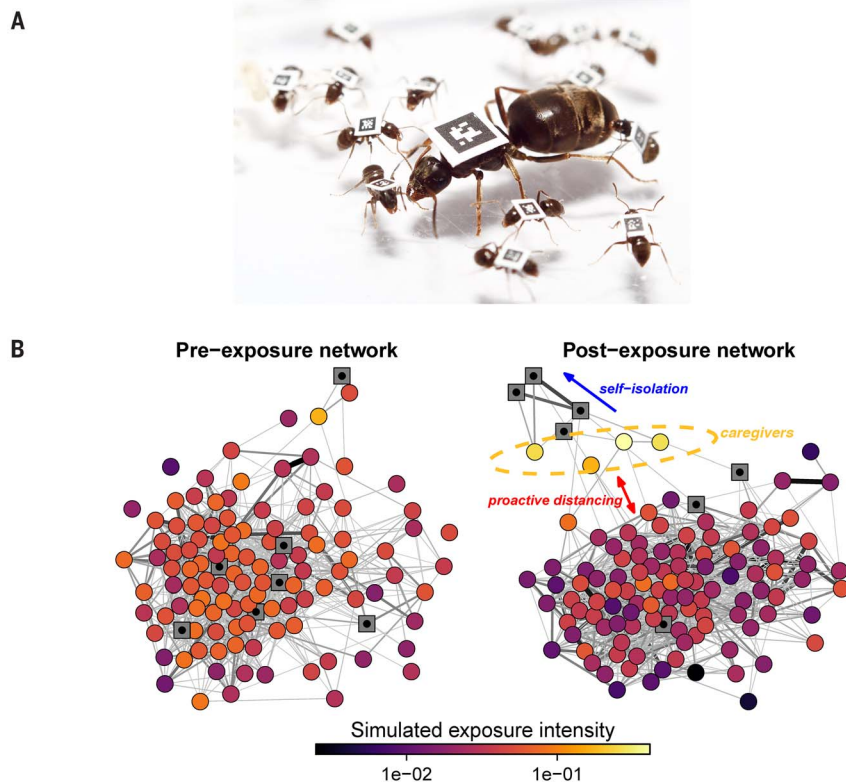 A
B
Pre−exposure network
Post−exposure network
self−isolation
caregivers
proactive distancing
Simulated exposure intensity
1e−02
1e−01